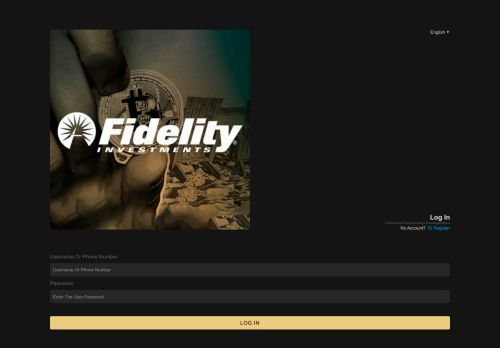 English
Fidelity
INVESTMENTS
Log In
No Account? To Register
Username Or Phone Number
Username Or Phone Number
Password
Enter The User Password
LOG IN